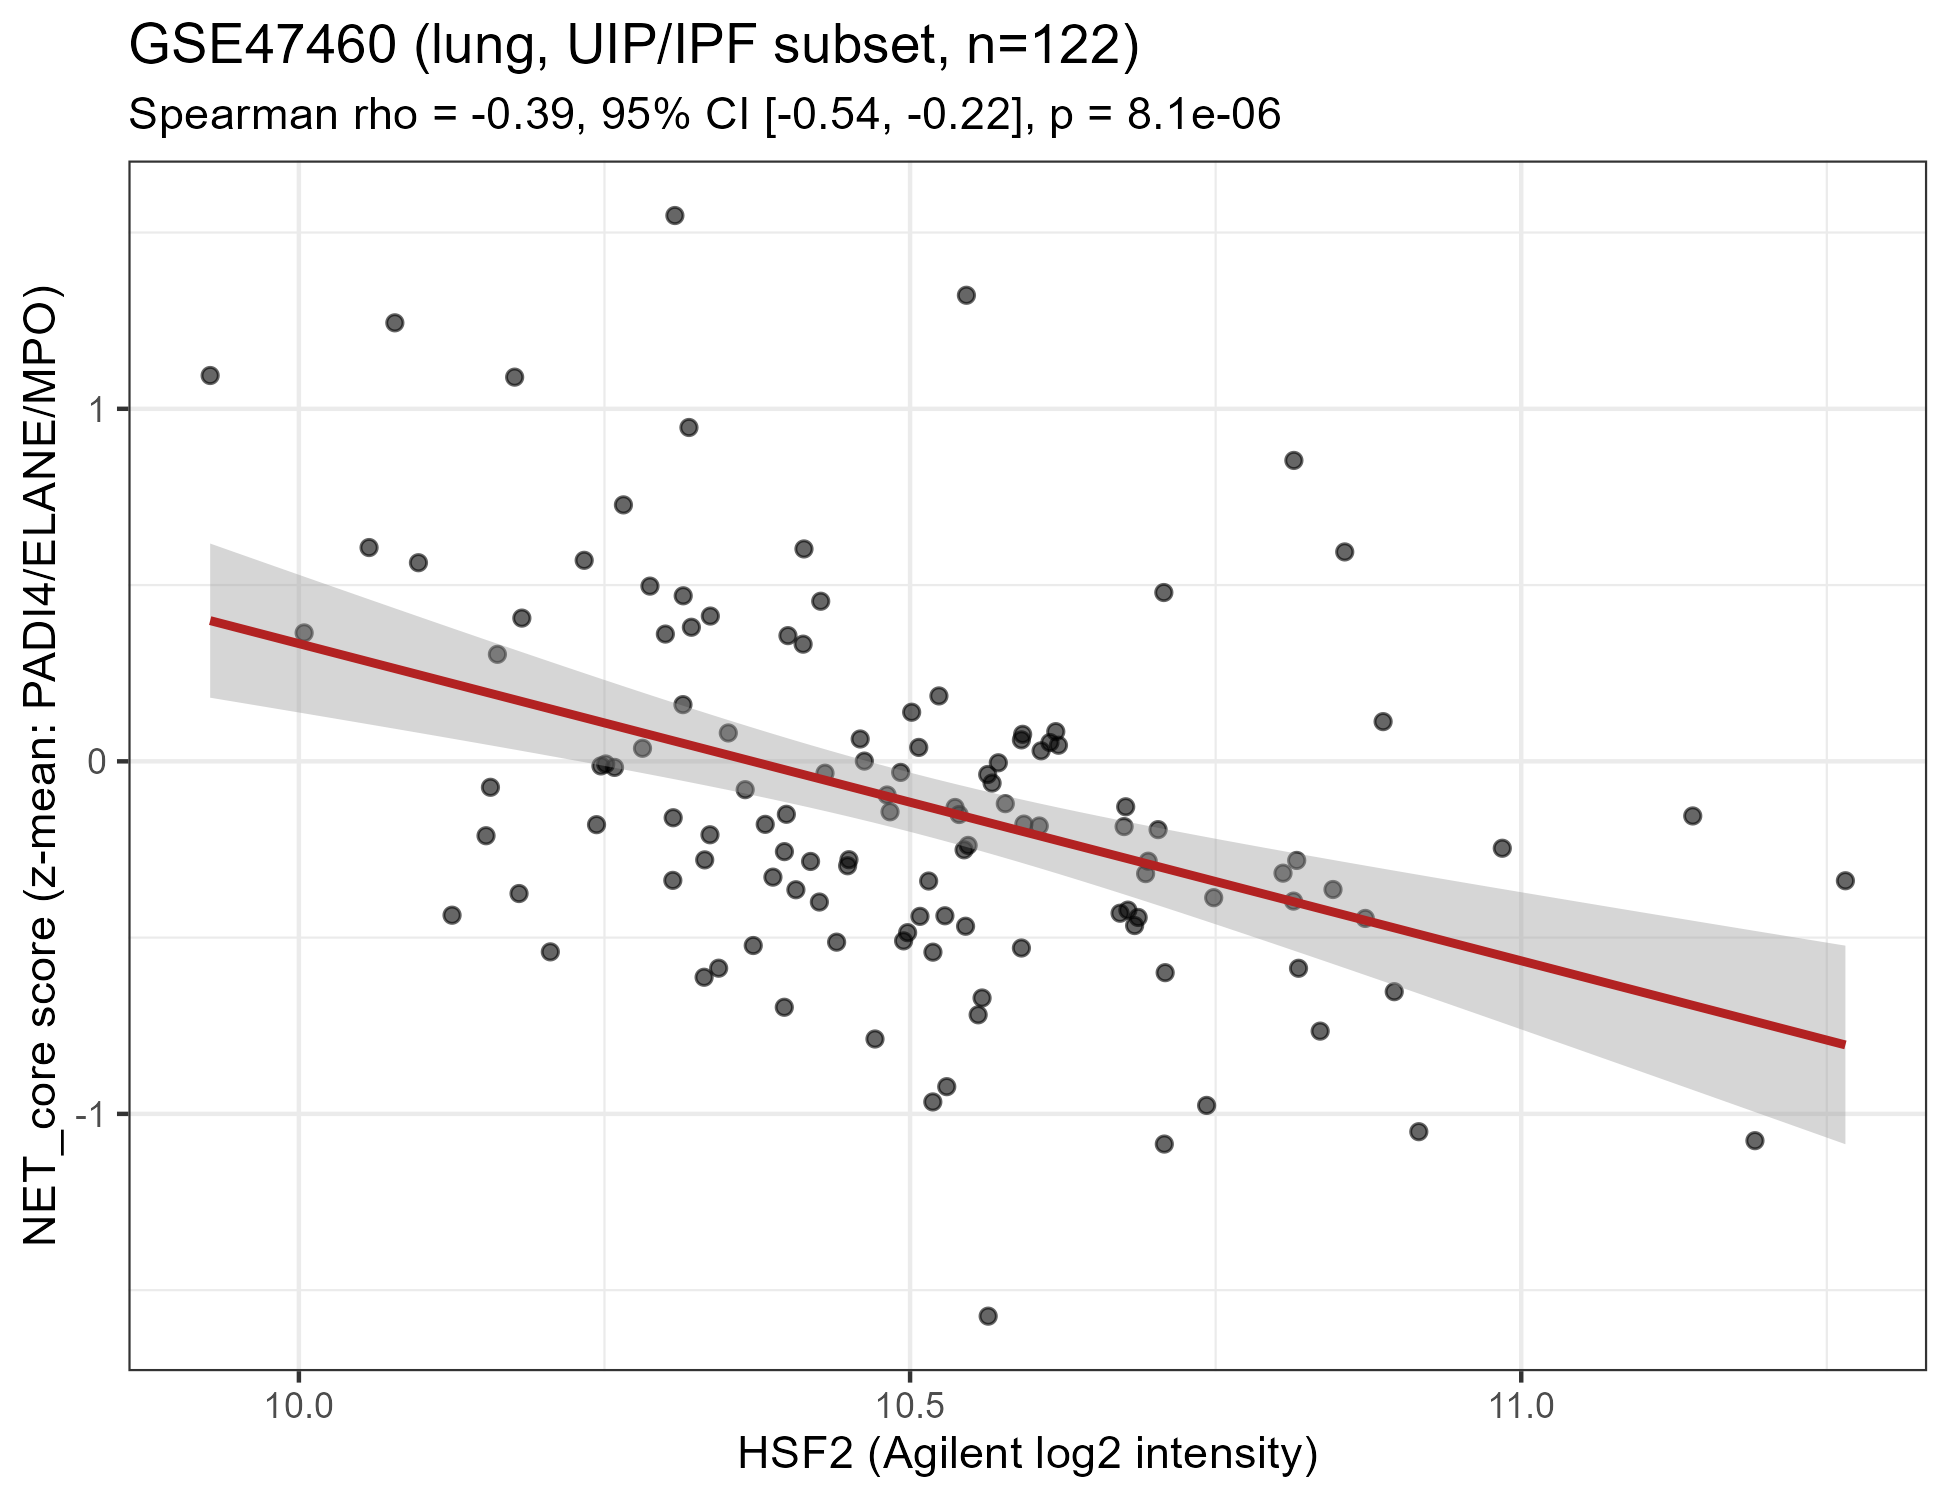 GSE47460 (lung, UIP/IPF subset, n=122)
Spearman rho = -0.39, 95% CI [-0.54, -0.22], p = 8.1e-06
NET_core score (z-mean: PADI4/ELANE/MPO)
1
0
-1
10.0
10.5
11.0
HSF2 (Agilent log2 intensity)